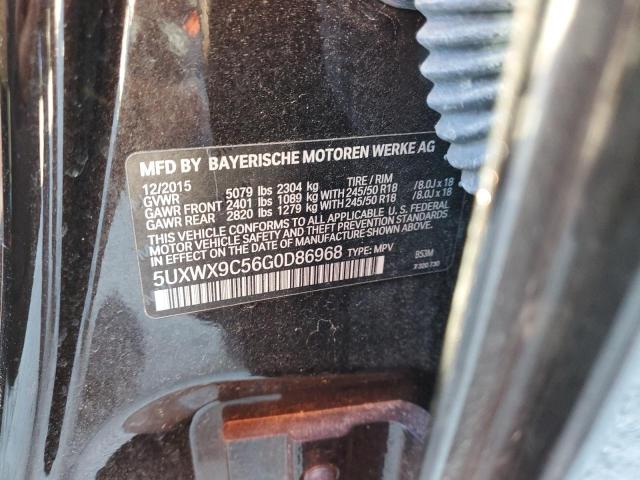 MFD BY BAYERISCHE MOTOREN WERKE AG
12/2015 TIRE / RIM
GVWR 5079 lbs 2304 kg
GAWR FRONT 2401 lbs 1089 kg WITH 245/50 R18 /8.0J x 18
GAWR REAR 2820 lbs 1279 kg WITH 245/50 R18 /8.0J x 18
THIS VEHICLE CONFORMS TO ALL APPLICABLE U.S. FEDERAL
MOTOR VEHICLE SAFETY AND THEFT PREVENTION STANDARDS
IN EFFECT ON THE DATE OF MANUFACTURE SHOWN ABOVE.
5UXWX9C56G0D86968 TYPE: MPV B53M
7 320 730